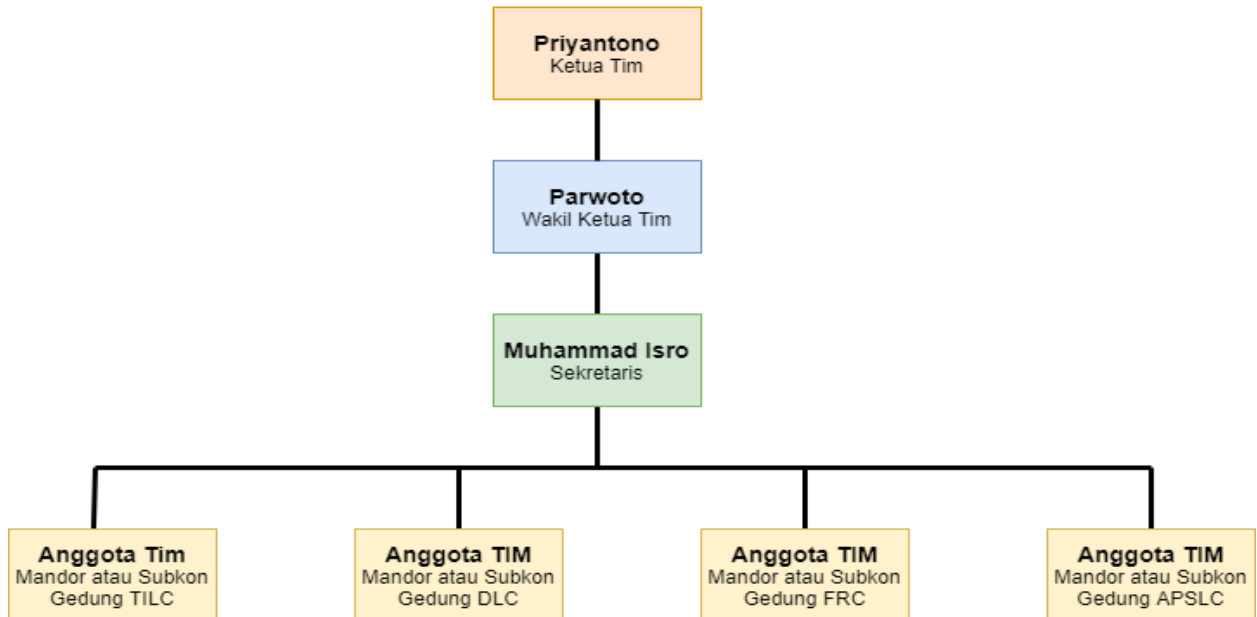 Priyantono
Ketua Tim
Parwoto
Wakil Ketua Tim
Muhammad Isro
Sekretaris
Anggota Tim
Mandor atau Subkon
Gedung TILC
Anggota TIM
Mandor atau Subkon
Gedung DLC
Anggota TIM
Mandor atau Subkon
Gedung FRC
Anggota TIM
Mandor atau Subkon
Gedung APSLC